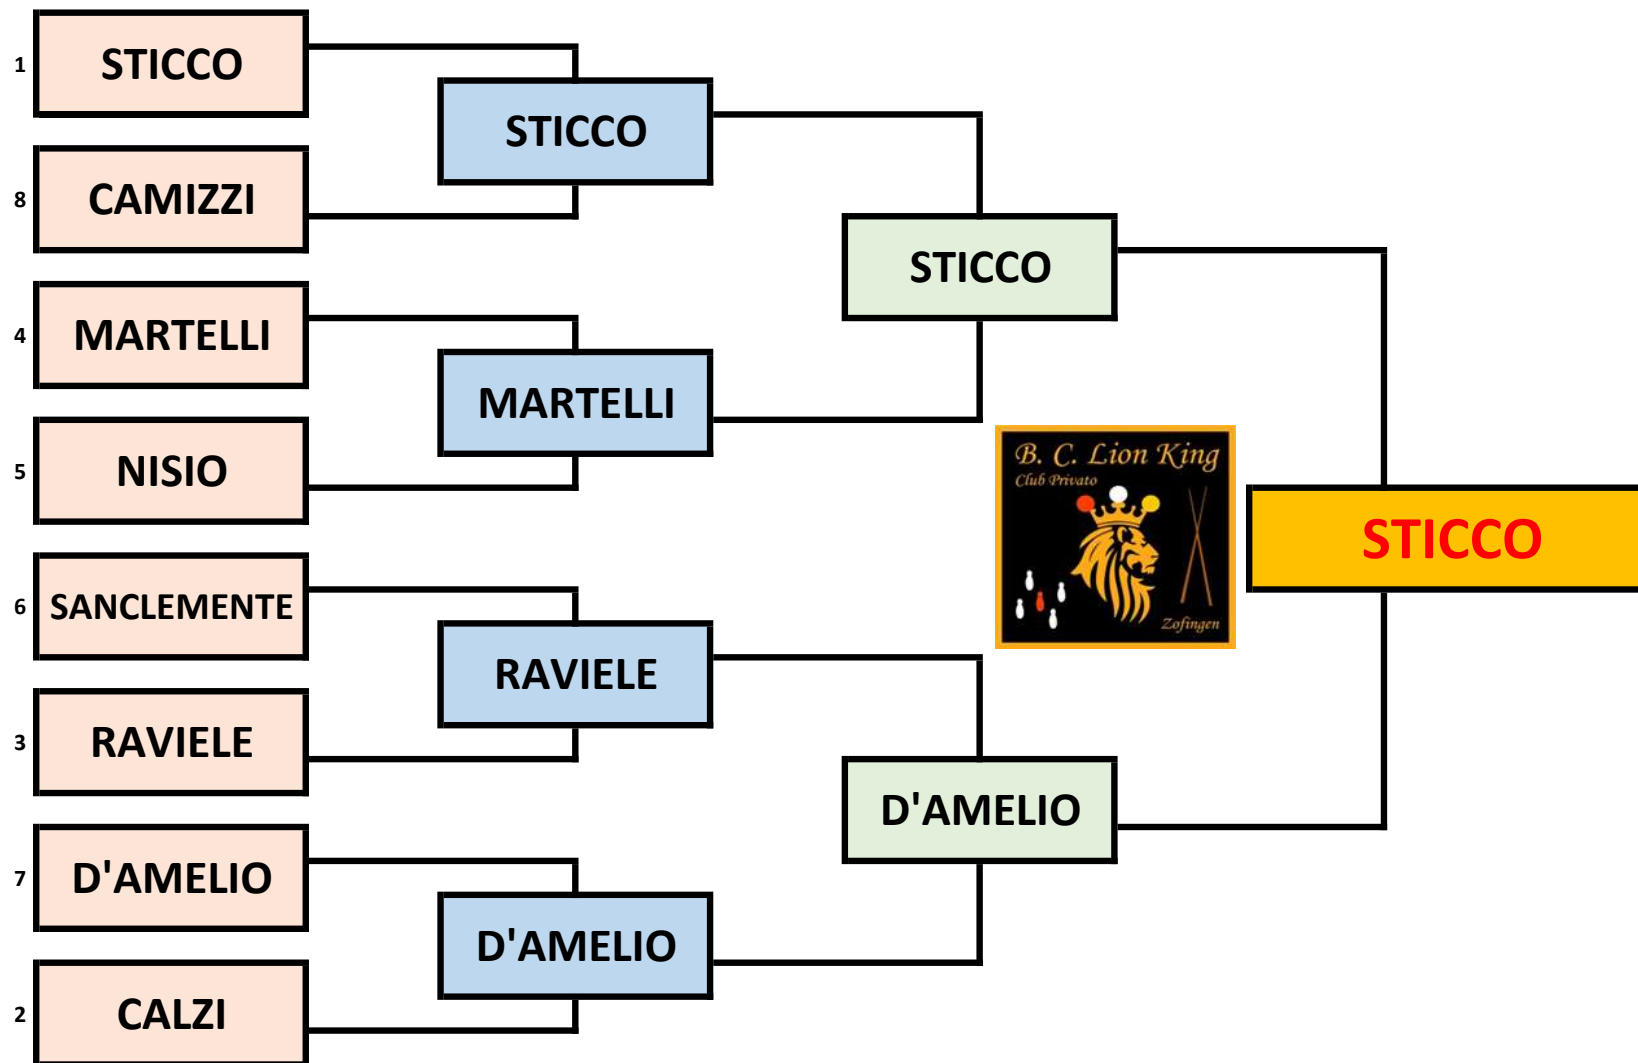 1 STICCO
STICCO
8 CAMIZZI
STICCO
4 MARTELLI
MARTELLI
5 NISIO
B. C. Lion King
Club Privato
Zofingen
STICCO
6 SANCLEMENTE
RAVIELE
3 RAVIELE
D'AMELIO
7 D'AMELIO
D'AMELIO
2 CALZI